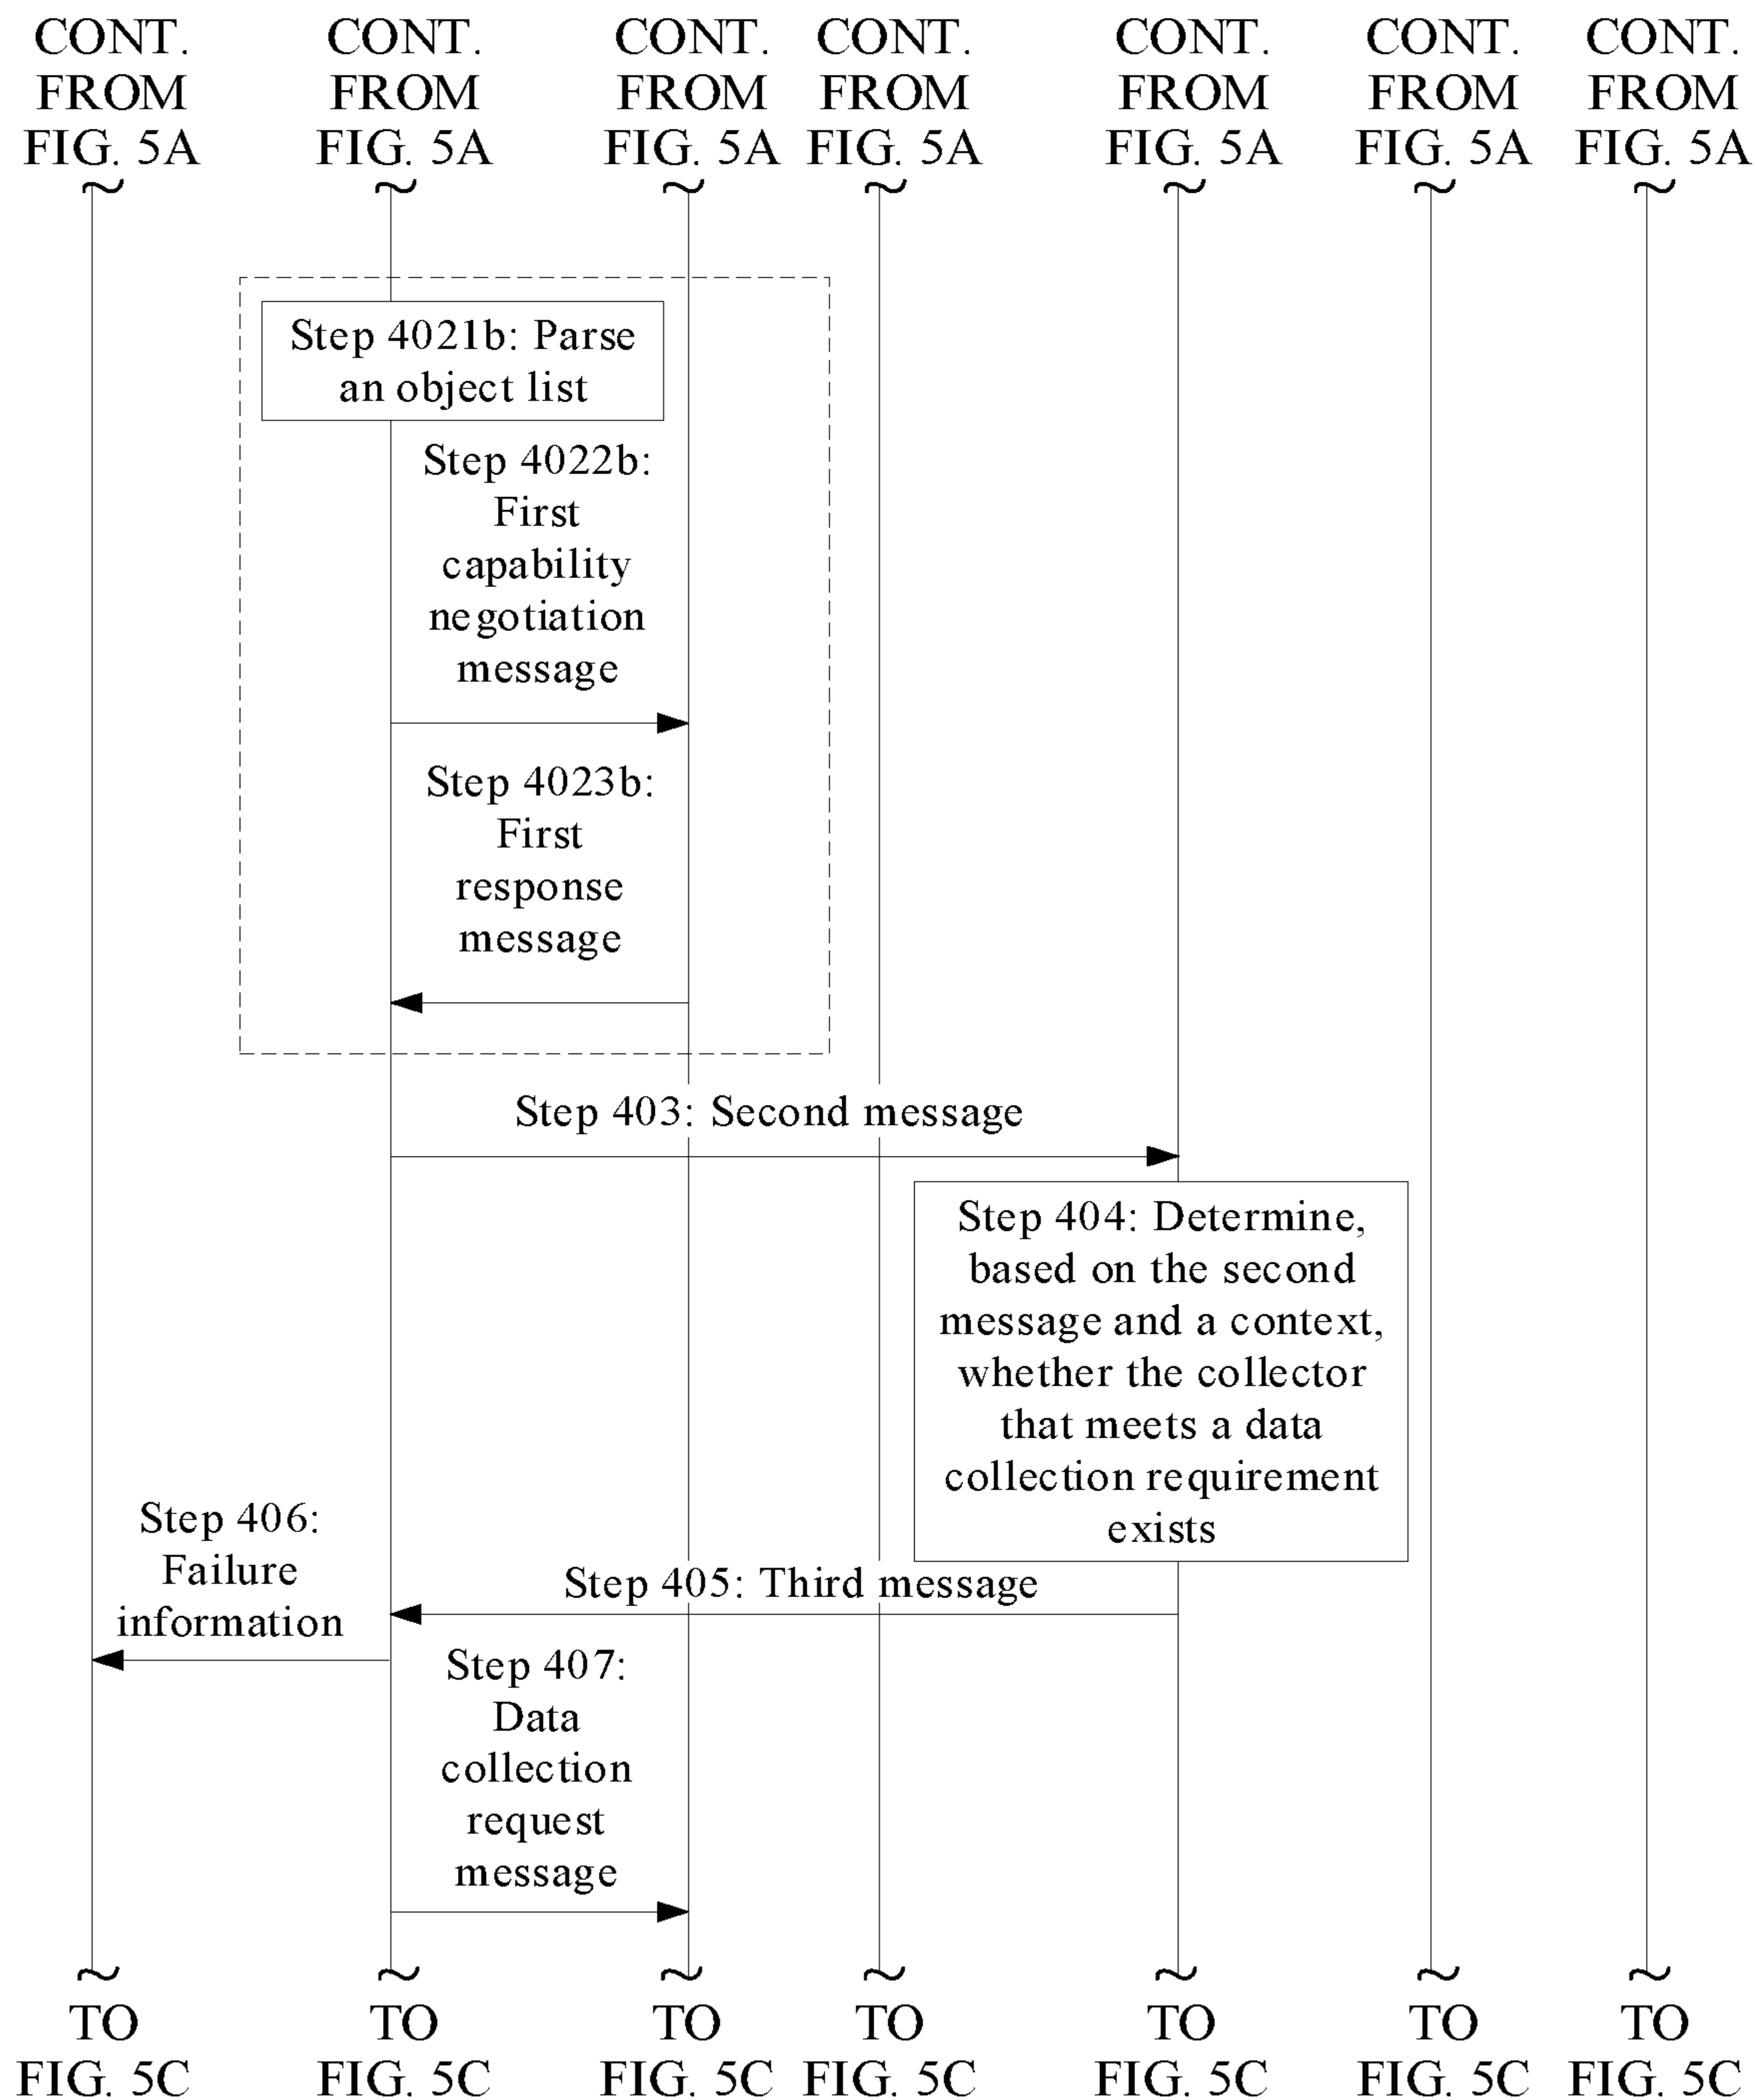 CONT. FROM FIG. 5A
CONT. FROM FIG. 5A
CONT. FROM FIG. 5A
CONT. FROM FIG. 5A
CONT. FROM FIG. 5A
CONT. FROM FIG. 5A
CONT. FROM FIG. 5A
Step 4021b: Parse
an object list
Step 4022b:
First
capability
negotiation
message
Step 4023b:
First
response
message
Step 403: Second message
Step 404: Determine,
based on the second
message and a context,
whether the collector
that meets a data
collection requirement
exists
Step 405: Third message
Step 406:
Failure
information
Step 407:
Data
collection
request
message
TO FIG. 5C
TO FIG. 5C
TO FIG. 5C
TO FIG. 5C
TO FIG. 5C
TO FIG. 5C
TO FIG. 5C